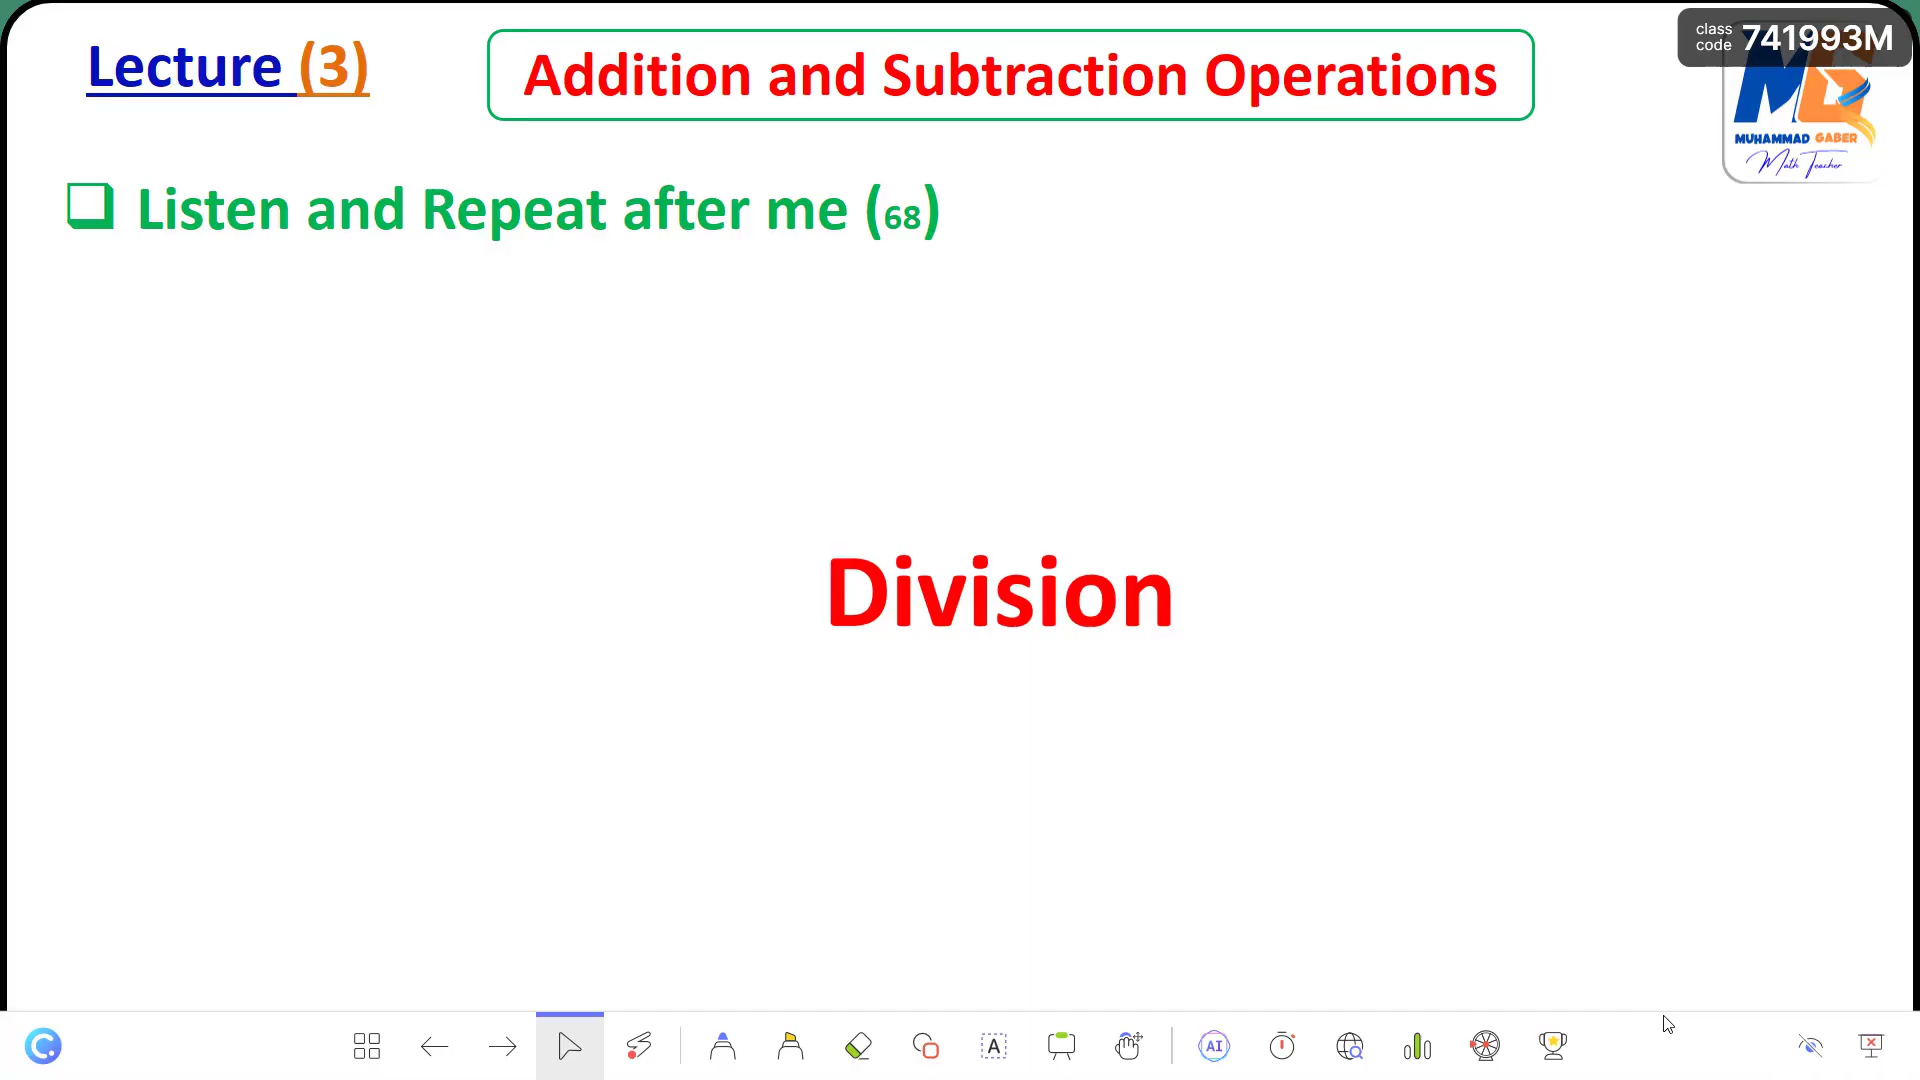 Lecture (3)
Addition and Subtraction Operations
class code 741993M
MUHAMMAD GABER
Math Teacher
Listen and Repeat after me (68)
Division
A
AI